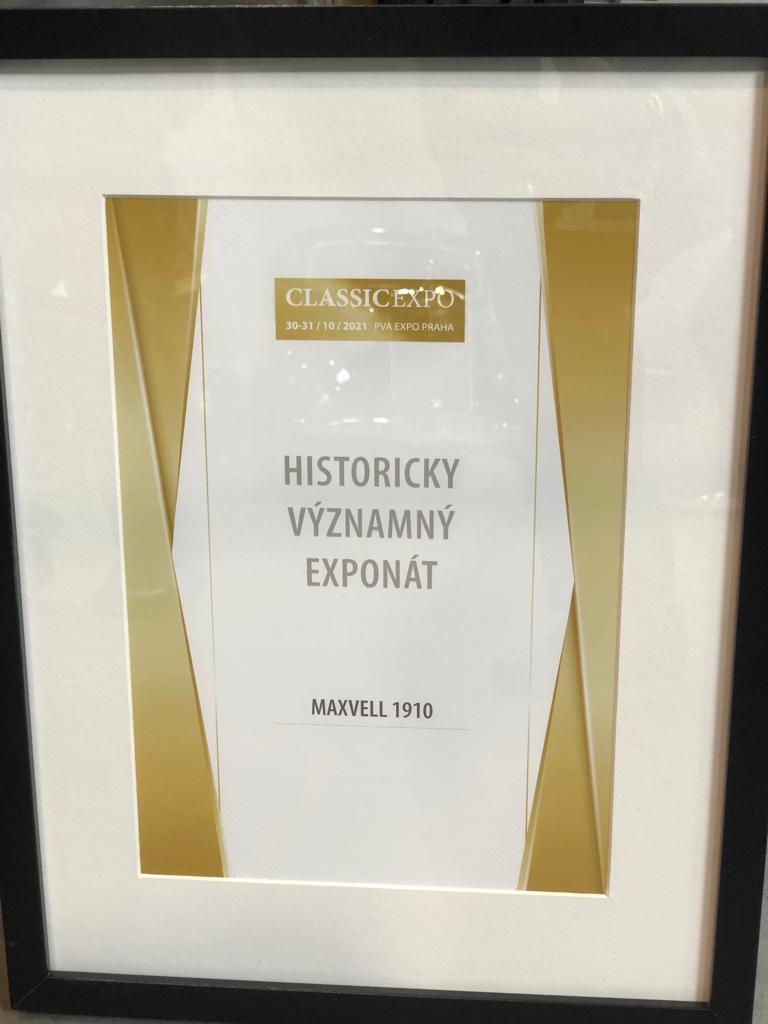 CLASSICEXPO
30-31 / 10 / 2021 PVA EXPO PRAHA
HISTORICKY
VÝZNAMNÝ
EXPONÁT
MAXVELL 1910